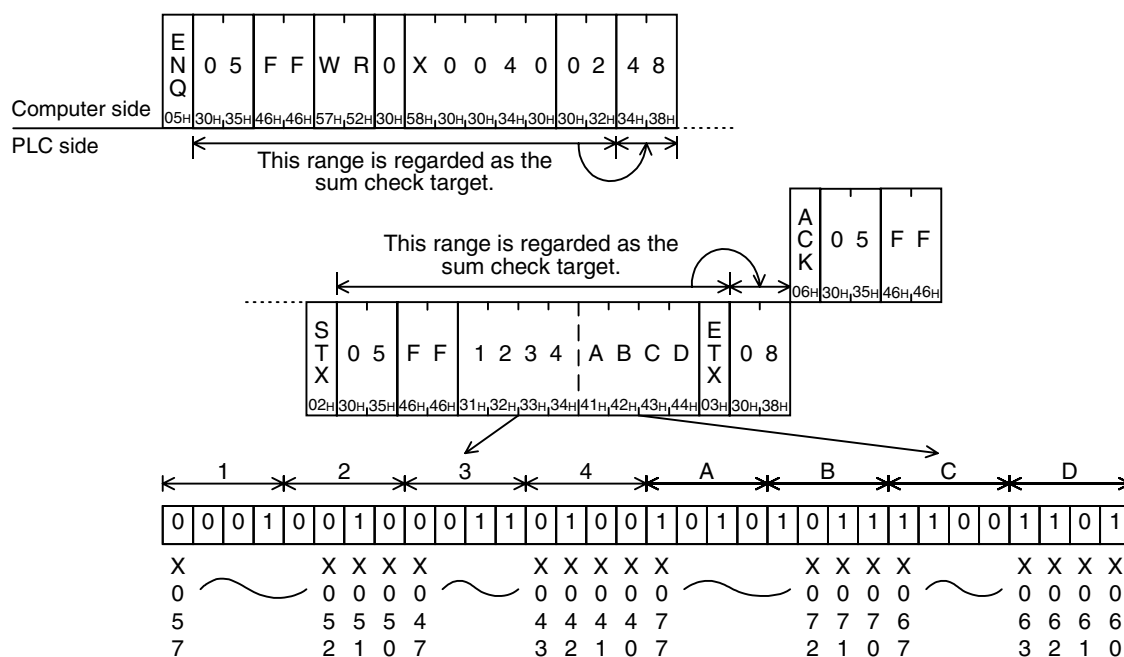 ENQ
0 5 F F W R 0 X 0 0 4 0 0 2 4 8
Computer side
05H 30H 35H 46H 46H 57H 52H 30H 58H 30H 30H 34H 30H 30H 32H 34H 38H
PLC side
This range is regarded as the
sum check target.
ACK
0 5 F F
06H 30H 35H 46H 46H
This range is regarded as the
sum check target.
STX
0 5 F F 1 2 3 4 A B C D
ETX
0 8
02H 30H 35H 46H 46H 31H 32H 33H 34H 41H 42H 43H 44H 03H 30H 38H
1 2 3 4 A B C D
0 0 0 1 0 0 1 0 0 0 1 1 0 1 0 0 1 0 1 0 1 0 1 1 1 1 0 0 1 1 0 1
X X X X X X X X X X X X X X X X X
0 0 0 0 0 0 0 0 0 0 0 0 0 0 0 0 0
5 5 5 5 4 4 4 4 4 7 7 7 7 6 6 6 6 6
7 2 1 0 7 3 2 1 0 7 2 1 0 7 3 2 1 0